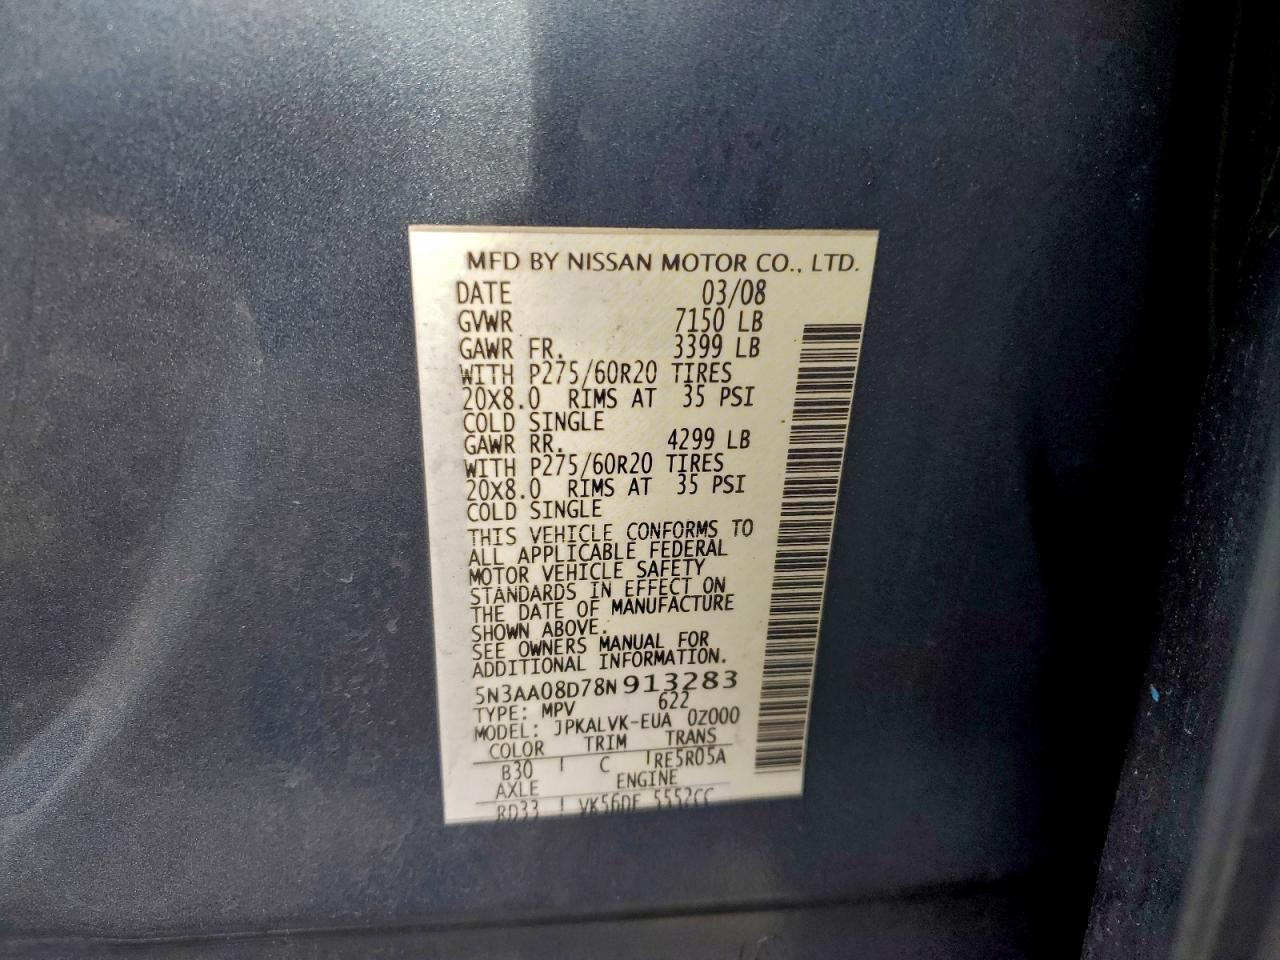 MFD BY NISSAN MOTOR CO., LTD.
DATE 03/08
GVWR 7150 LB
GAWR FR. 3399 LB
WITH P275/60R20 TIRES
20X8.0 RIMS AT 35 PSI
COLD SINGLE
GAWR RR. 4299 LB
WITH P275/60R20 TIRES
20X8.0 RIMS AT 35 PSI
COLD SINGLE
THIS VEHICLE CONFORMS TO
ALL APPLICABLE FEDERAL
MOTOR VEHICLE SAFETY
STANDARDS IN EFFECT ON
THE DATE OF MANUFACTURE
SHOWN ABOVE.
SEE OWNERS MANUAL FOR
ADDITIONAL INFORMATION.
5N3AA08D78N913283
TYPE: MPV 622
MODEL: JPKALVK-EUA 0Z000
COLOR TRIM TRANS
B30 C RE5R05A
AXLE ENGINE
RD33 VK56DE 5552CC